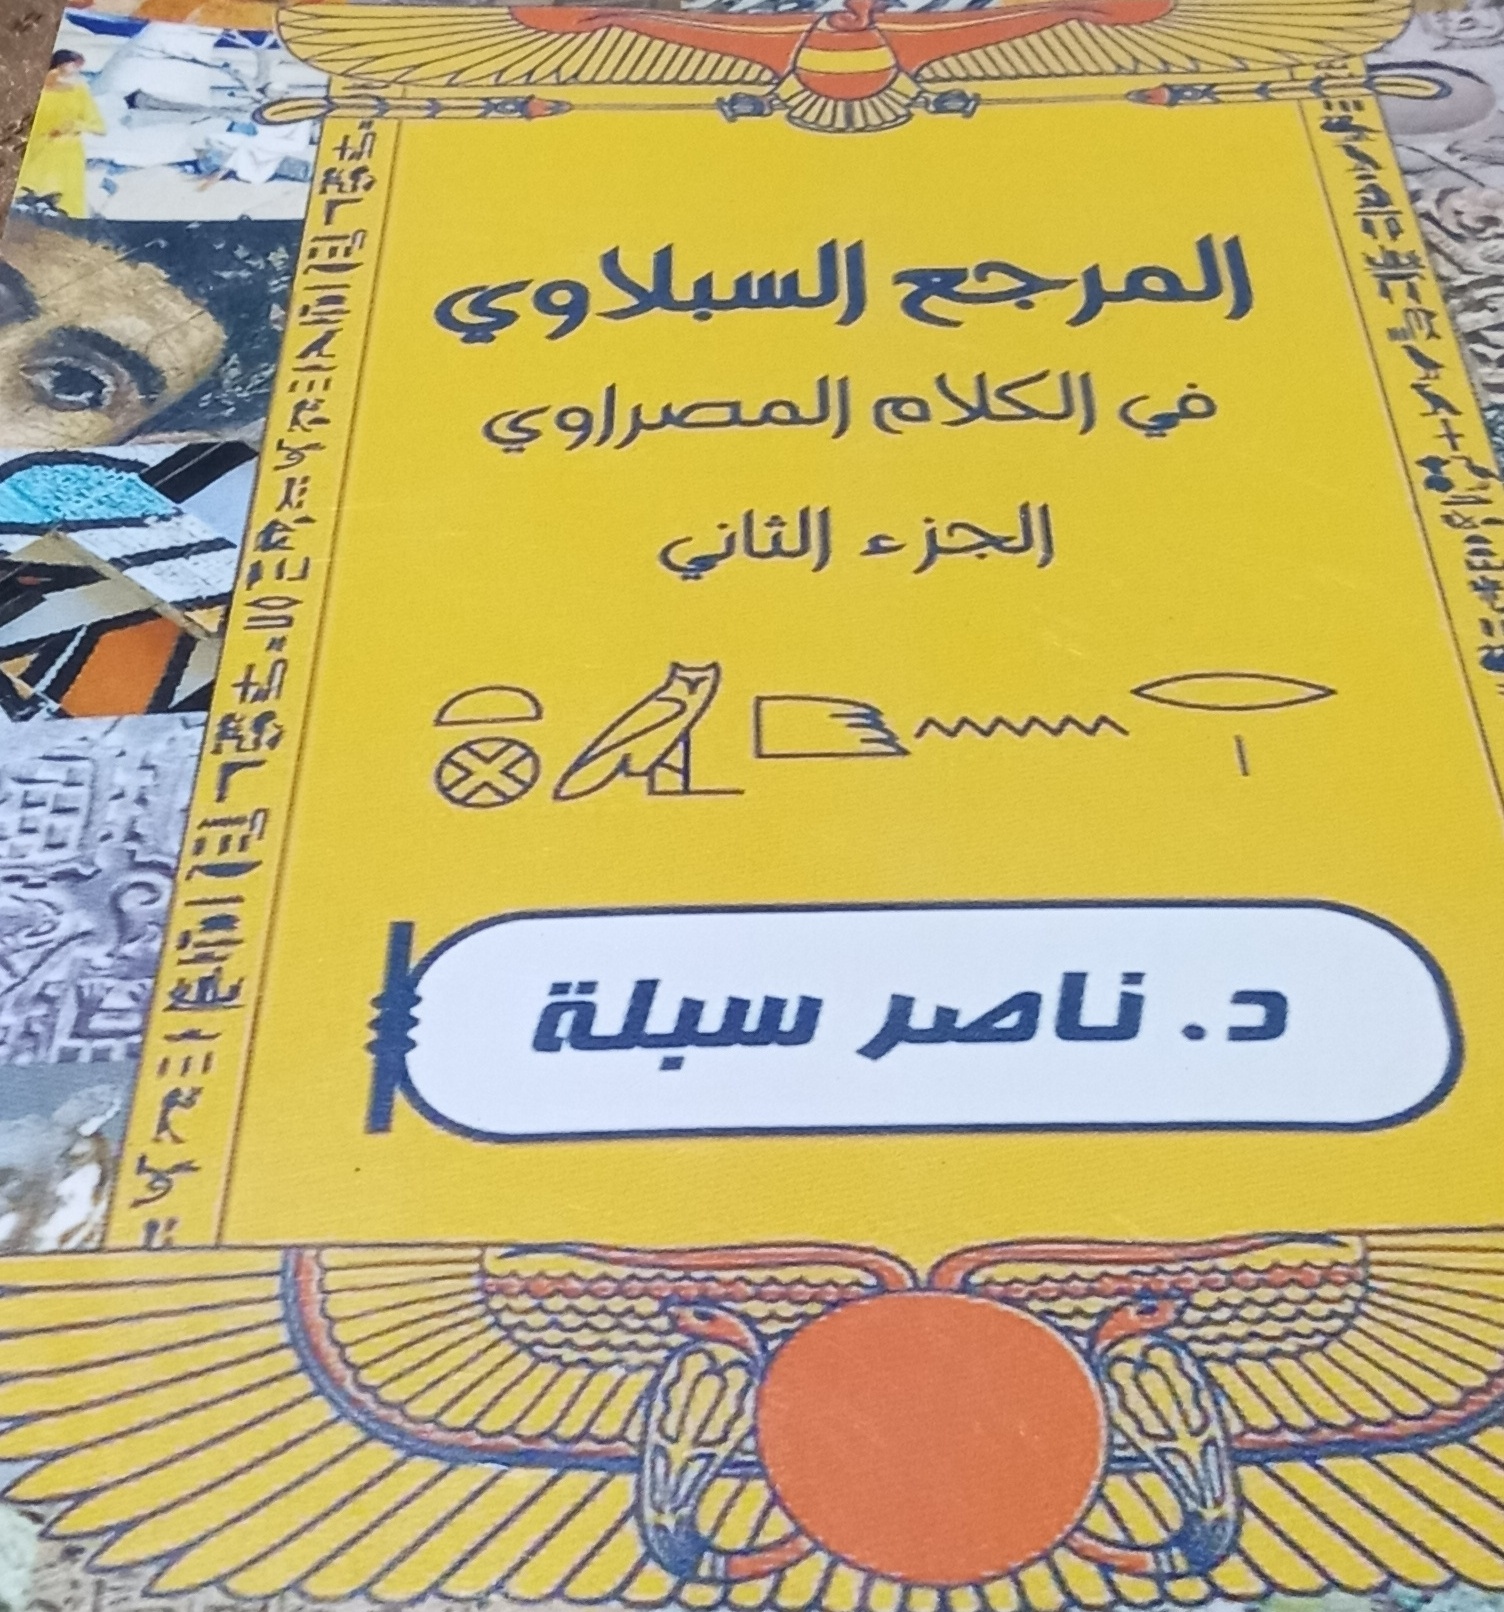 المرجع السبلاوي
في الكلام المصراوي
الجزء الثاني
د. ناصر سبلة